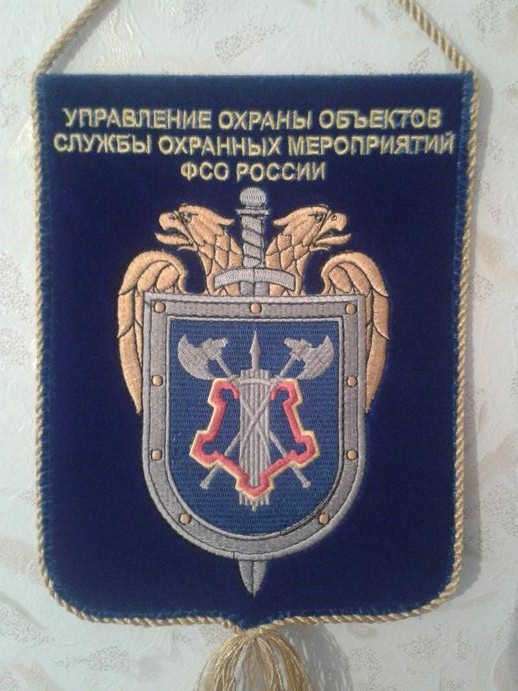 УПРАВЛЕНИЕ ОХРАНЫ ОБЪЕКТОВ
СЛУЖБЫ ОХРАННЫХ МЕРОПРИЯТИЙ
ФСО РОССИИ